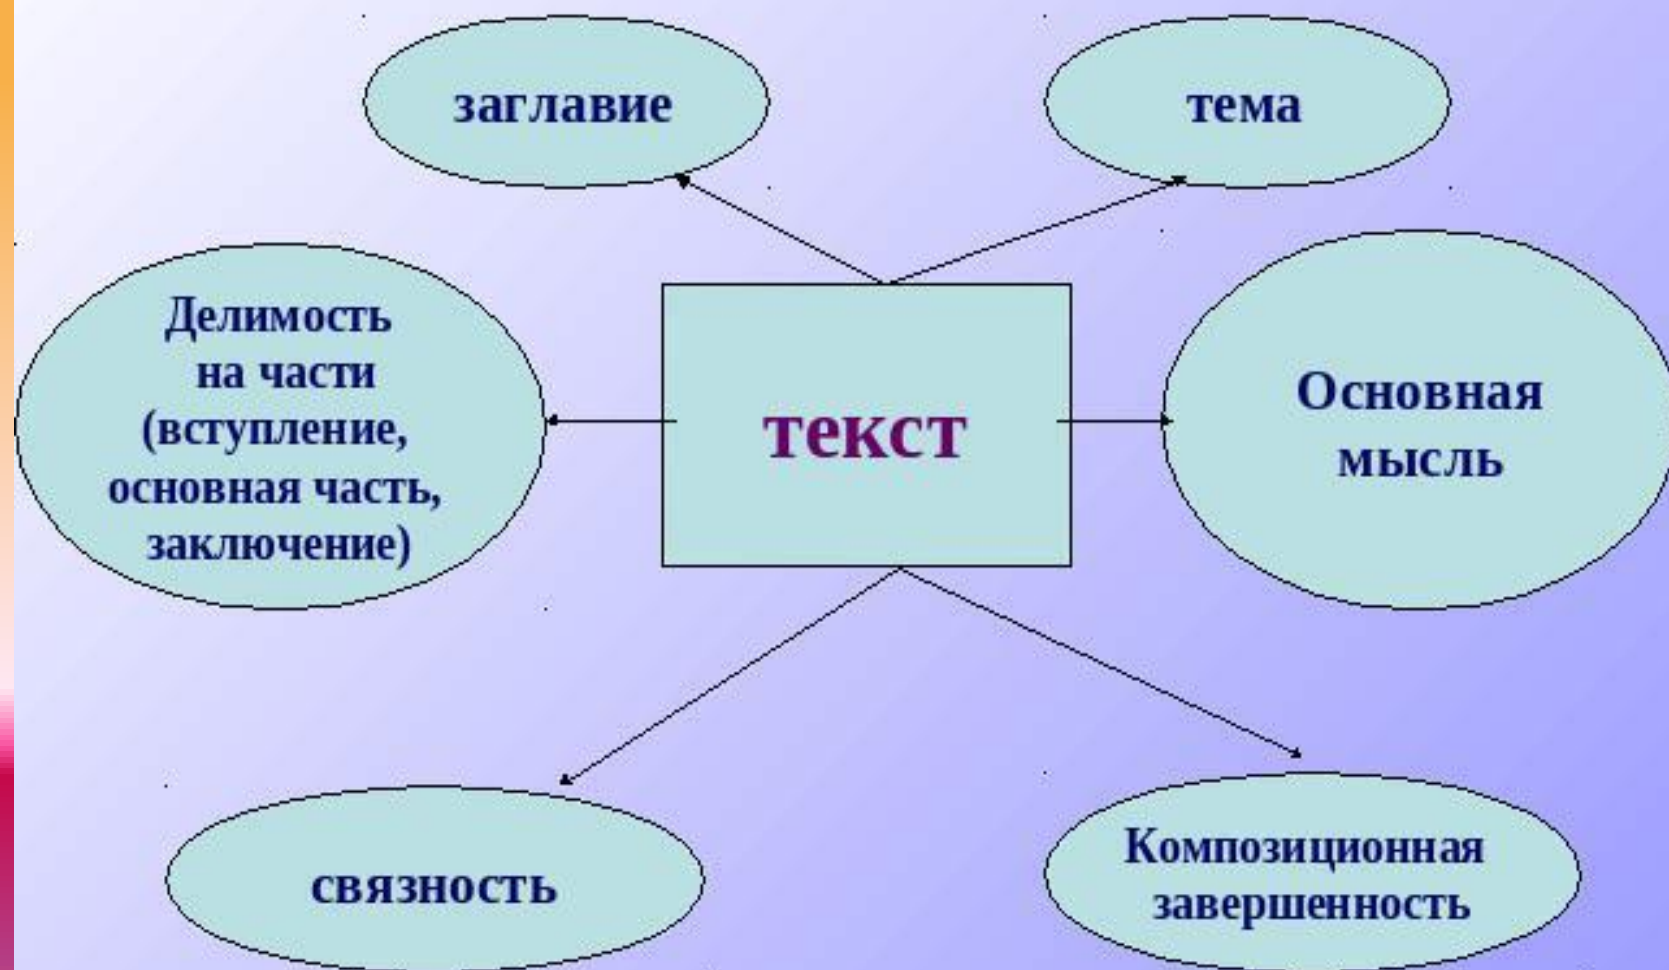 заглавие
тема
Делимость
на части
(вступление,
основная часть,
заключение)
текст
Основная
мысль
связность
Композиционная
завершенность